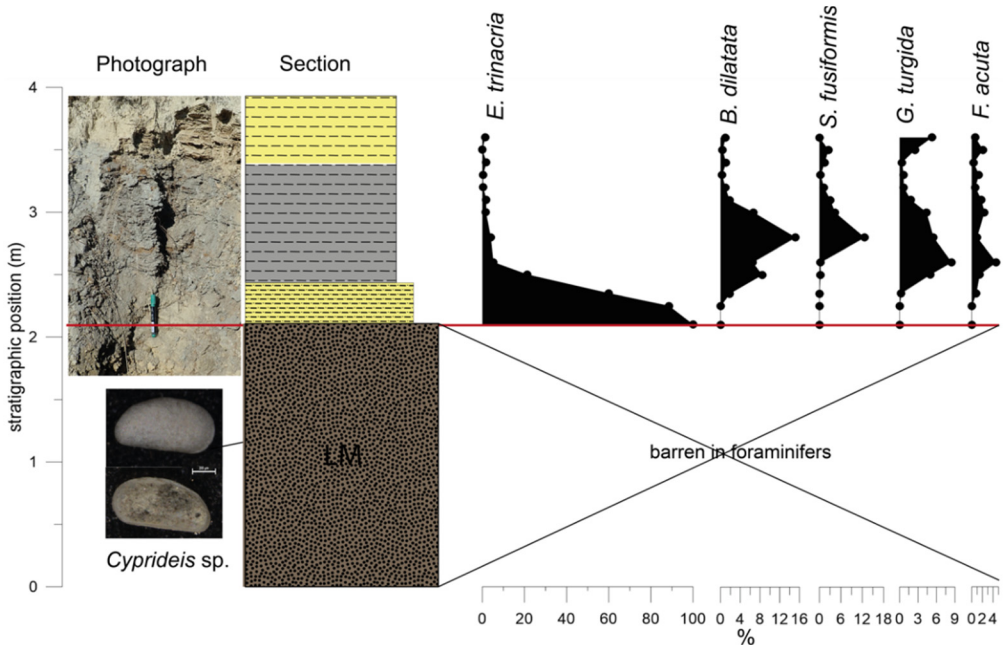 Photograph
Section
E. trinacria
B. dilatata
S. fusiformis
G. turgida
F. acuta
stratigraphic position (m)
4
3
2
1
0
LM
barren in foraminifers
Cyprideis sp.
0 20 40 60 80 100
0 4 8 12 16
0 6 12 18
0 3 6 9
0 2 4
%